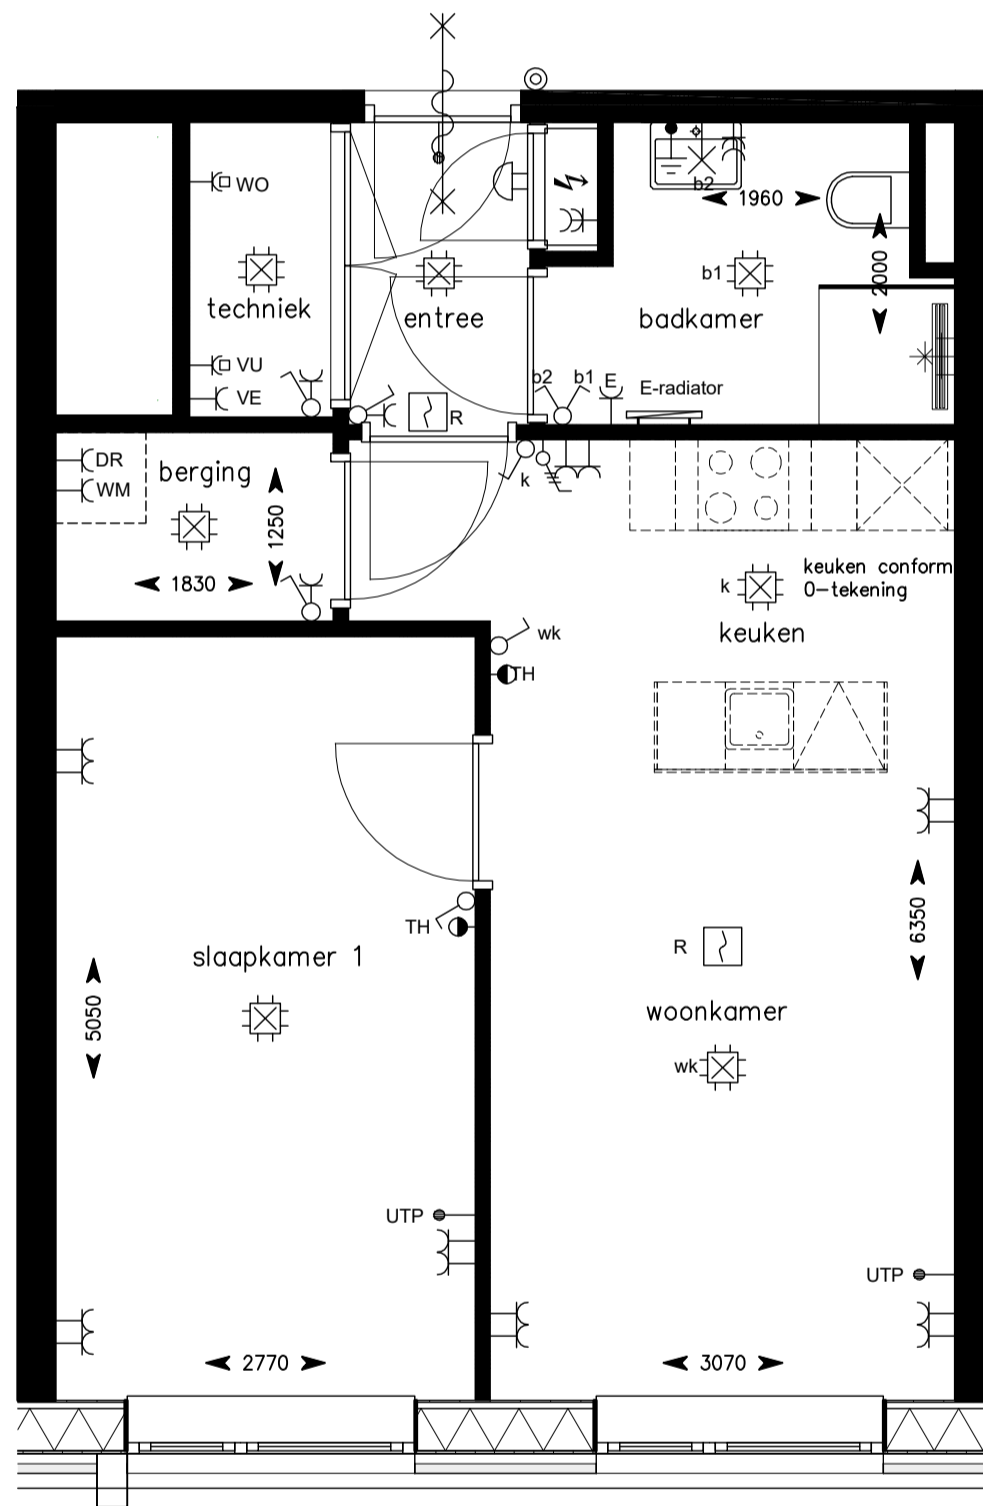 WO
b2
1960
2000
b1
techniek
entree
badkamer
VU
VE
b2
b1
E
E-radiator
R
DR
WM
berging
k
1250
1830
k
keuken conform
0-tekening
wk
keuken
TH
TH
6350
R
slaapkamer 1
5050
woonkamer
wk
UTP
UTP
2770
3070